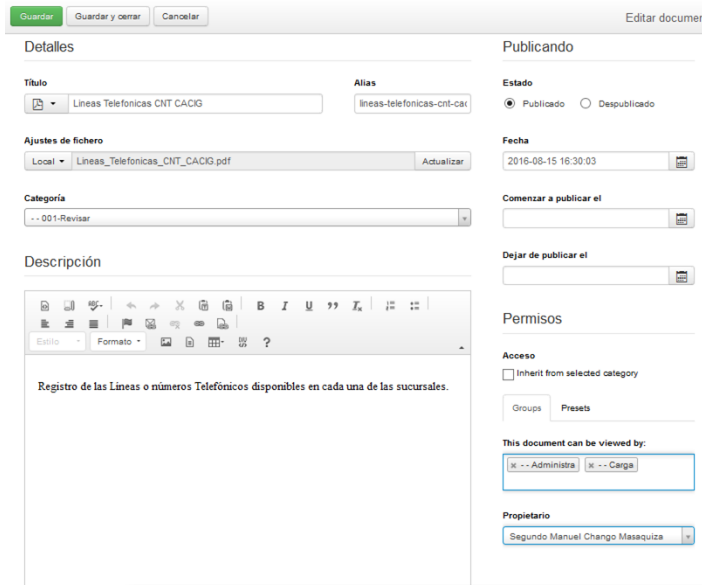 Guardar Guardar y cerrar Cancelar Editar documen
Detalles
Título Alias
Lineas Telefonicas CNT CACIG lineas-telefonicas-cnt-cac
Ajustes de fichero
Local Lineas_Telefonicas_CNT_CACIG.pdf Actualizar
Categoría
- - 001-Revisar
Descripción
B I U Tx
Estilo Formato ?
Registro de las Lineas o números Telefónicos disponibles en cada una de las sucursales.
Publicando
Estado
Publicado Despublicado
Fecha
2016-08-15 16:30:03
Comenzar a publicar el
Dejar de publicar el
Permisos
Acceso
Inherit from selected category
Groups Presets
This document can be viewed by:
× - - Administra × - - Carga
Propietario
Segundo Manuel Chango Masaquiza